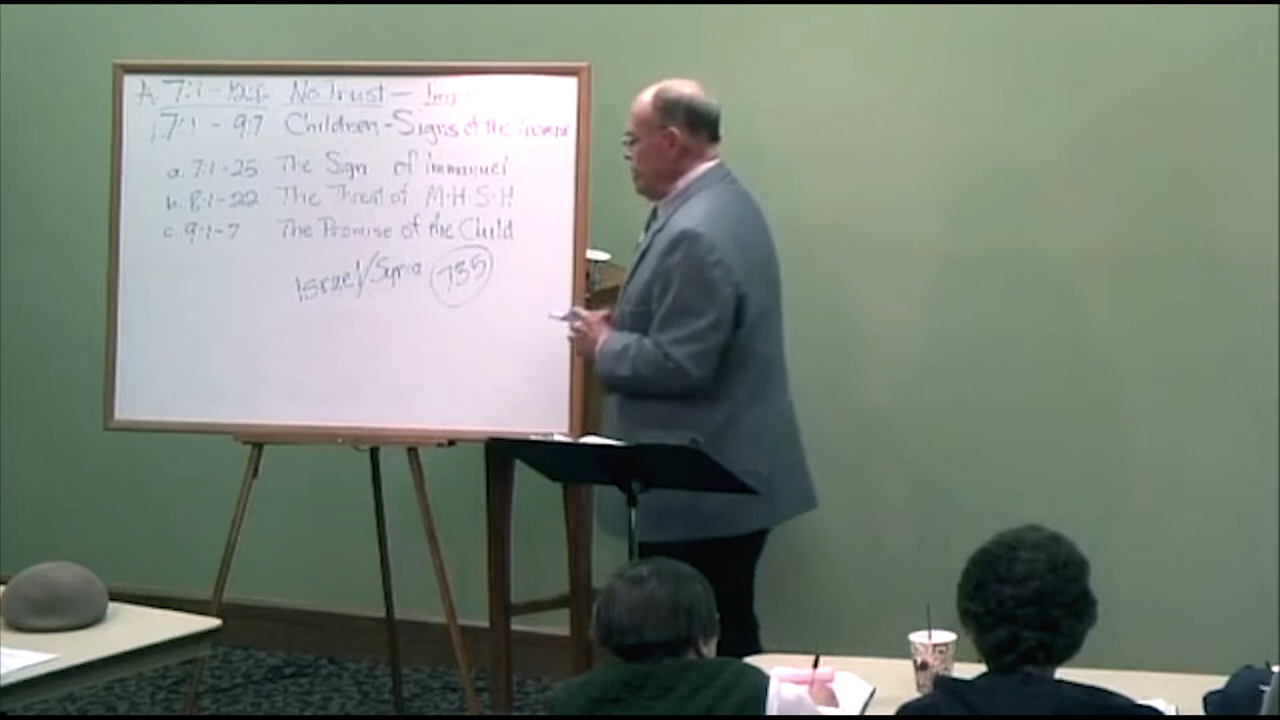 A. 7:1 - 12:6 No Trust -
1. 7:1 - 9:7 Children - Signs of the
a. 7:1-25 The Sign of Immanuel
b. 8:1-22 The Threat of M-H-S-H
c. 9:1-7 The Promise of the Child
Israel/Syria 735